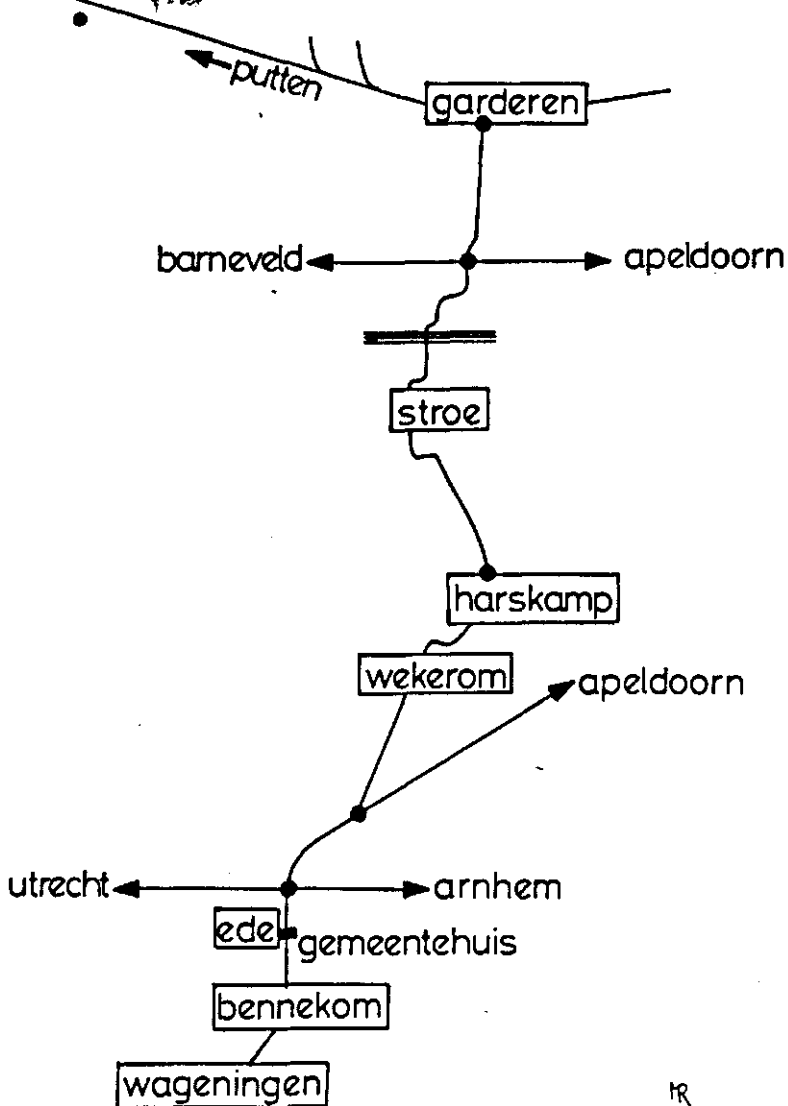 putten
garderen
barneveld
apeldoorn
stroe
harskamp
wekerom
apeldoorn
utrecht
arnhem
ede
gemeentehuis
bennekom
wageningen